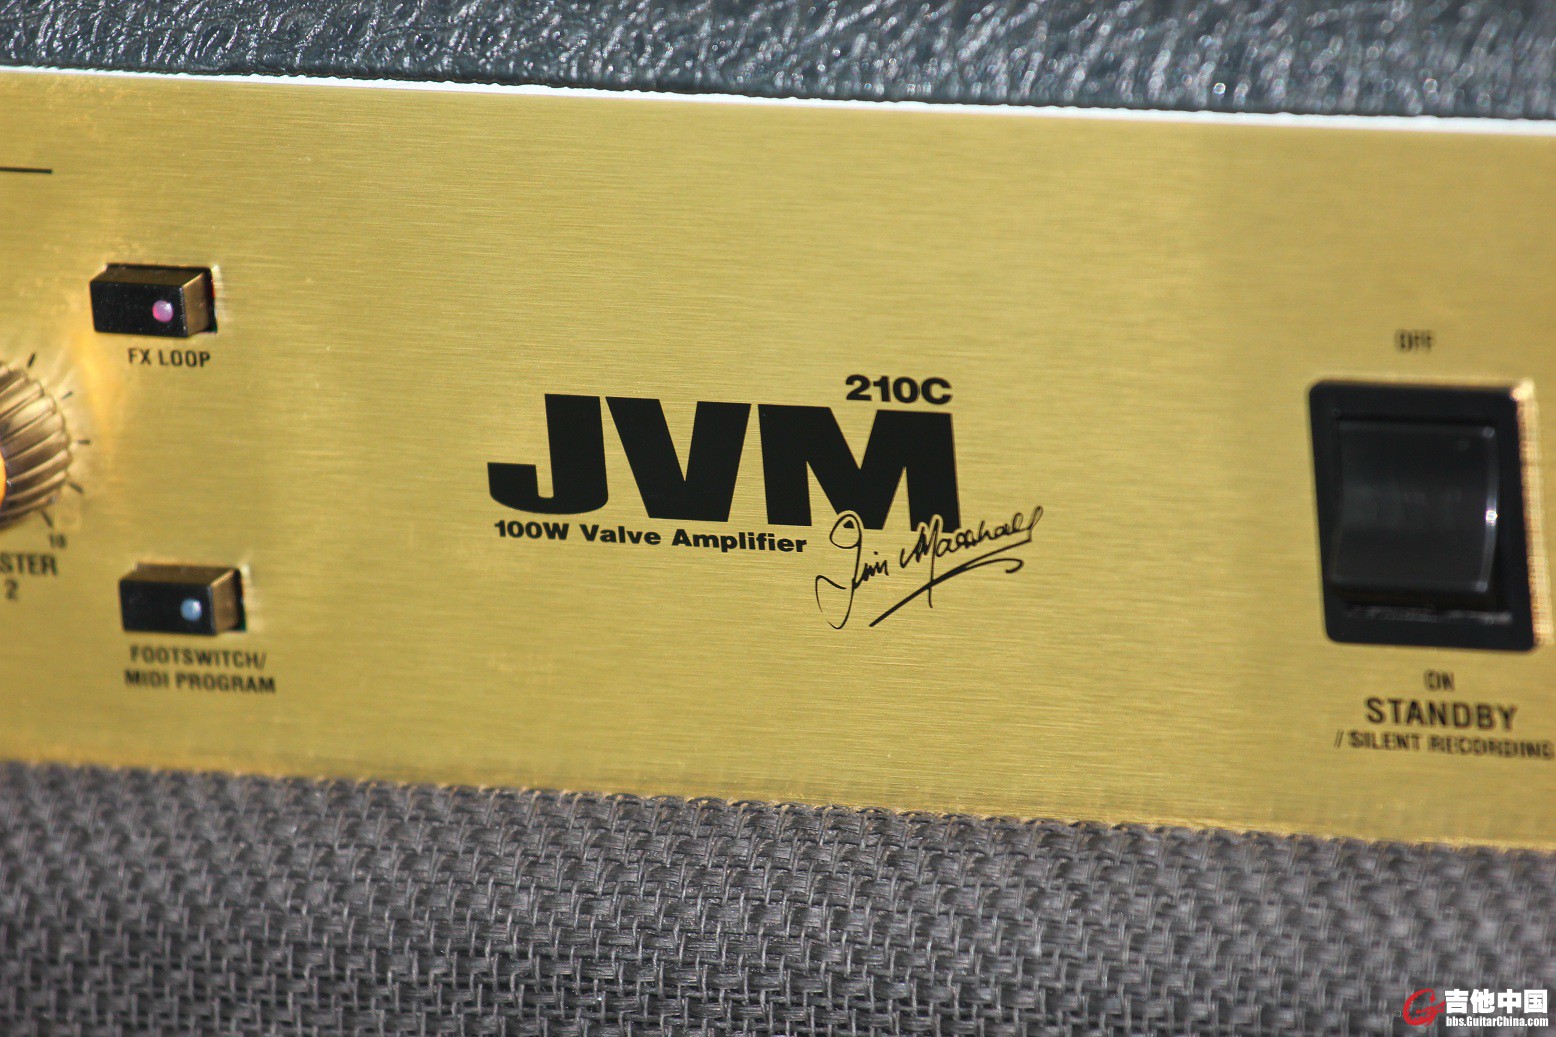 OFF
FX LOOP
210C
JVM
100W Valve Amplifier
Jim Marshall
10
STER
2
FOOTSWITCH/
MIDI PROGRAM
ON
STANDBY
/ SILENT RECORDING
吉他中国
bbs.GuitarChina.com